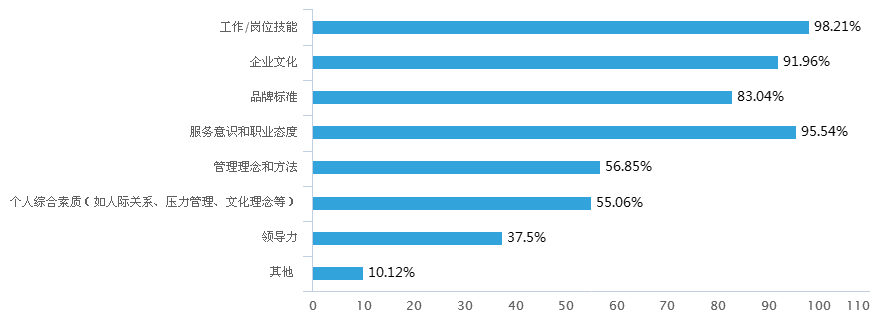 工作/岗位技能 98.21%
企业文化 91.96%
品牌标准 83.04%
服务意识和职业态度 95.54%
管理理念和方法 56.85%
个人综合素质（如人际关系、压力管理、文化理念等） 55.06%
领导力 37.5%
其他 10.12%
0 10 20 30 40 50 60 70 80 90 100 110